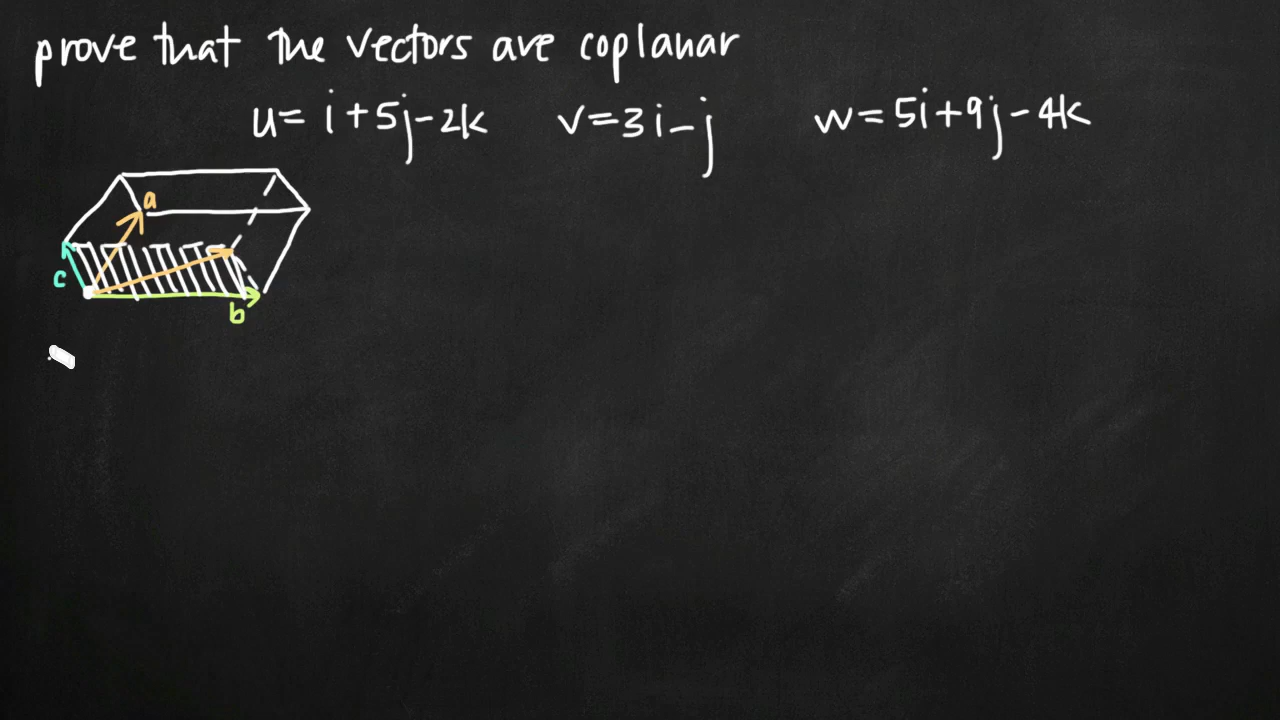 prove that the vectors are coplanar
u= i+5j-2k v=3i-j w=5i+9j-4k
a
c
b